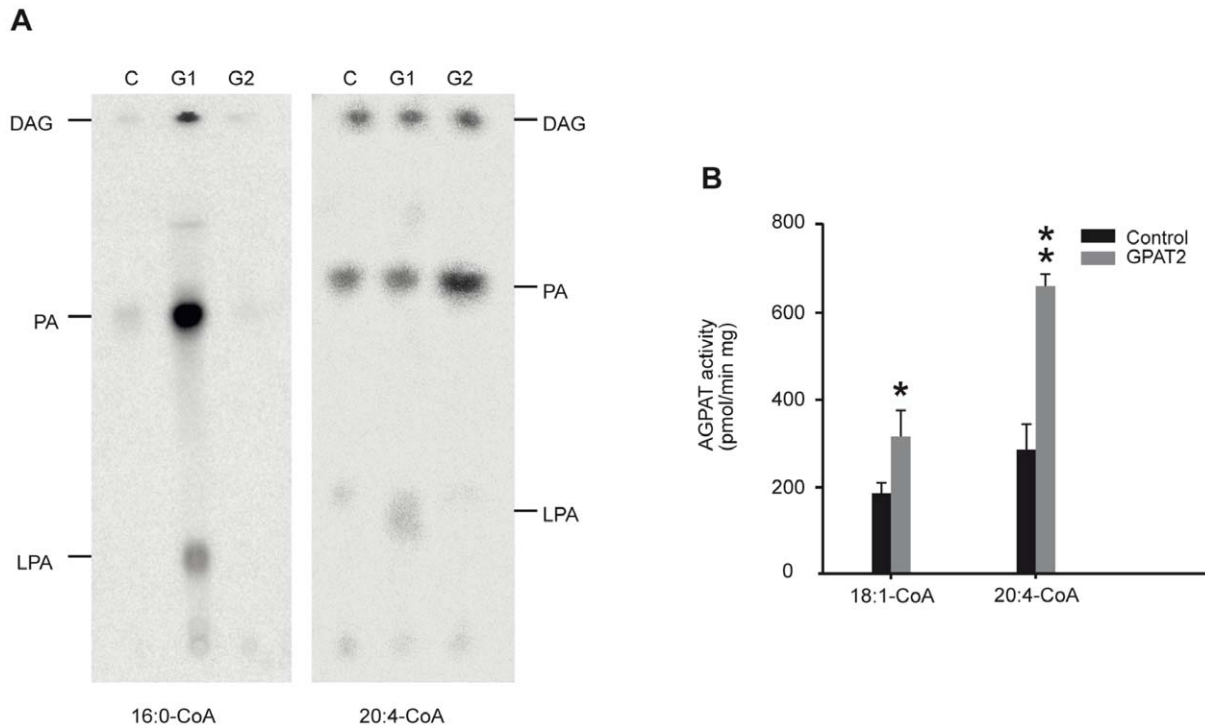 A
C G1 G2 C G1 G2
DAG DAG
PA PA
LPA LPA
16:0-CoA 20:4-CoA
B
800
600
400
200
0
AGPAT activity
(pmol/min mg)
* **
Control
GPAT2
18:1-CoA 20:4-CoA